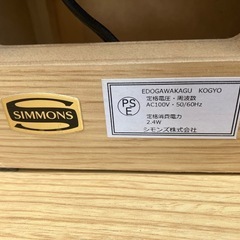 SIMMONS
EDOGAWAKAGU KOGYO
定格電圧・周波数
AC100V・50/60Hz
定格消費電力
2.4W
シモンズ株式会社
PS
E